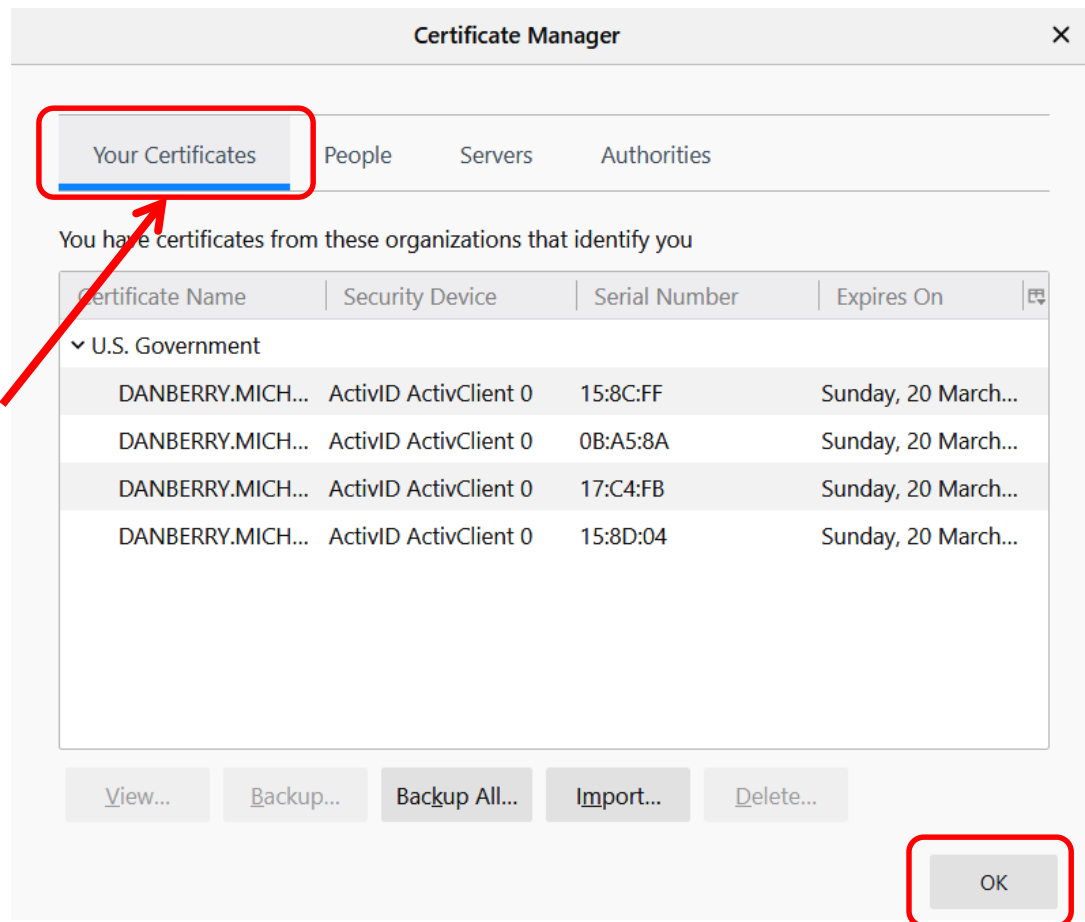 Certificate Manager
Your Certificates People Servers Authorities
You have certificates from these organizations that identify you
Certificate Name Security Device Serial Number Expires On
U.S. Government
DANBERRY.MICH... ActivID ActivClient 0 15:8C:FF Sunday, 20 March...
DANBERRY.MICH... ActivID ActivClient 0 0B:A5:8A Sunday, 20 March...
DANBERRY.MICH... ActivID ActivClient 0 17:C4:FB Sunday, 20 March...
DANBERRY.MICH... ActivID ActivClient 0 15:8D:04 Sunday, 20 March...
View... Backup... Backup All... Import... Delete...
OK